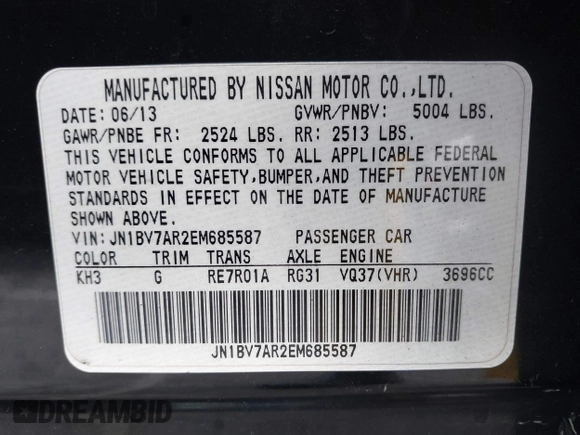 MANUFACTURED BY NISSAN MOTOR CO.,LTD.
DATE: 06/13 GVWR/PNBV: 5004 LBS.
GAWR/PNBE FR: 2524 LBS. RR: 2513 LBS.
THIS VEHICLE CONFORMS TO ALL APPLICABLE FEDERAL
MOTOR VEHICLE SAFETY,BUMPER,AND THEFT PREVENTION
STANDARDS IN EFFECT ON THE DATE OF MANUFACTURE
SHOWN ABOVE.
VIN: JN1BV7AR2EM685587 PASSENGER CAR
COLOR TRIM TRANS AXLE ENGINE
KH3 G RE7R01A RG31 VQ37(VHR) 3696CC
JN1BV7AR2EM685587
DREAMBID